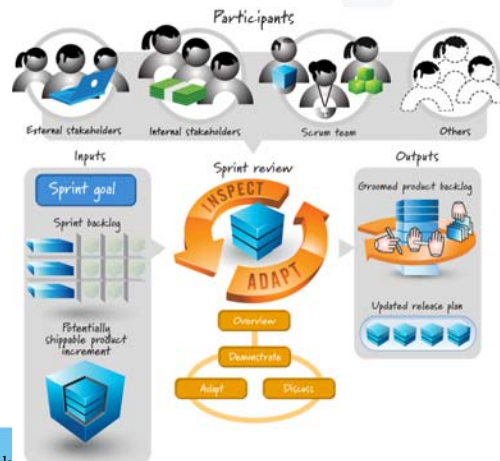 Participants
External stakeholders
Internal stakeholders
Scrum team
Others
Inputs
Sprint goal
Sprint backlog
Potentially
shippable product
increment
Sprint review
INSPECT
ADAPT
Overview
Demonstrate
Adapt
Discuss
Outputs
Groomed product backlog
Updated release plan